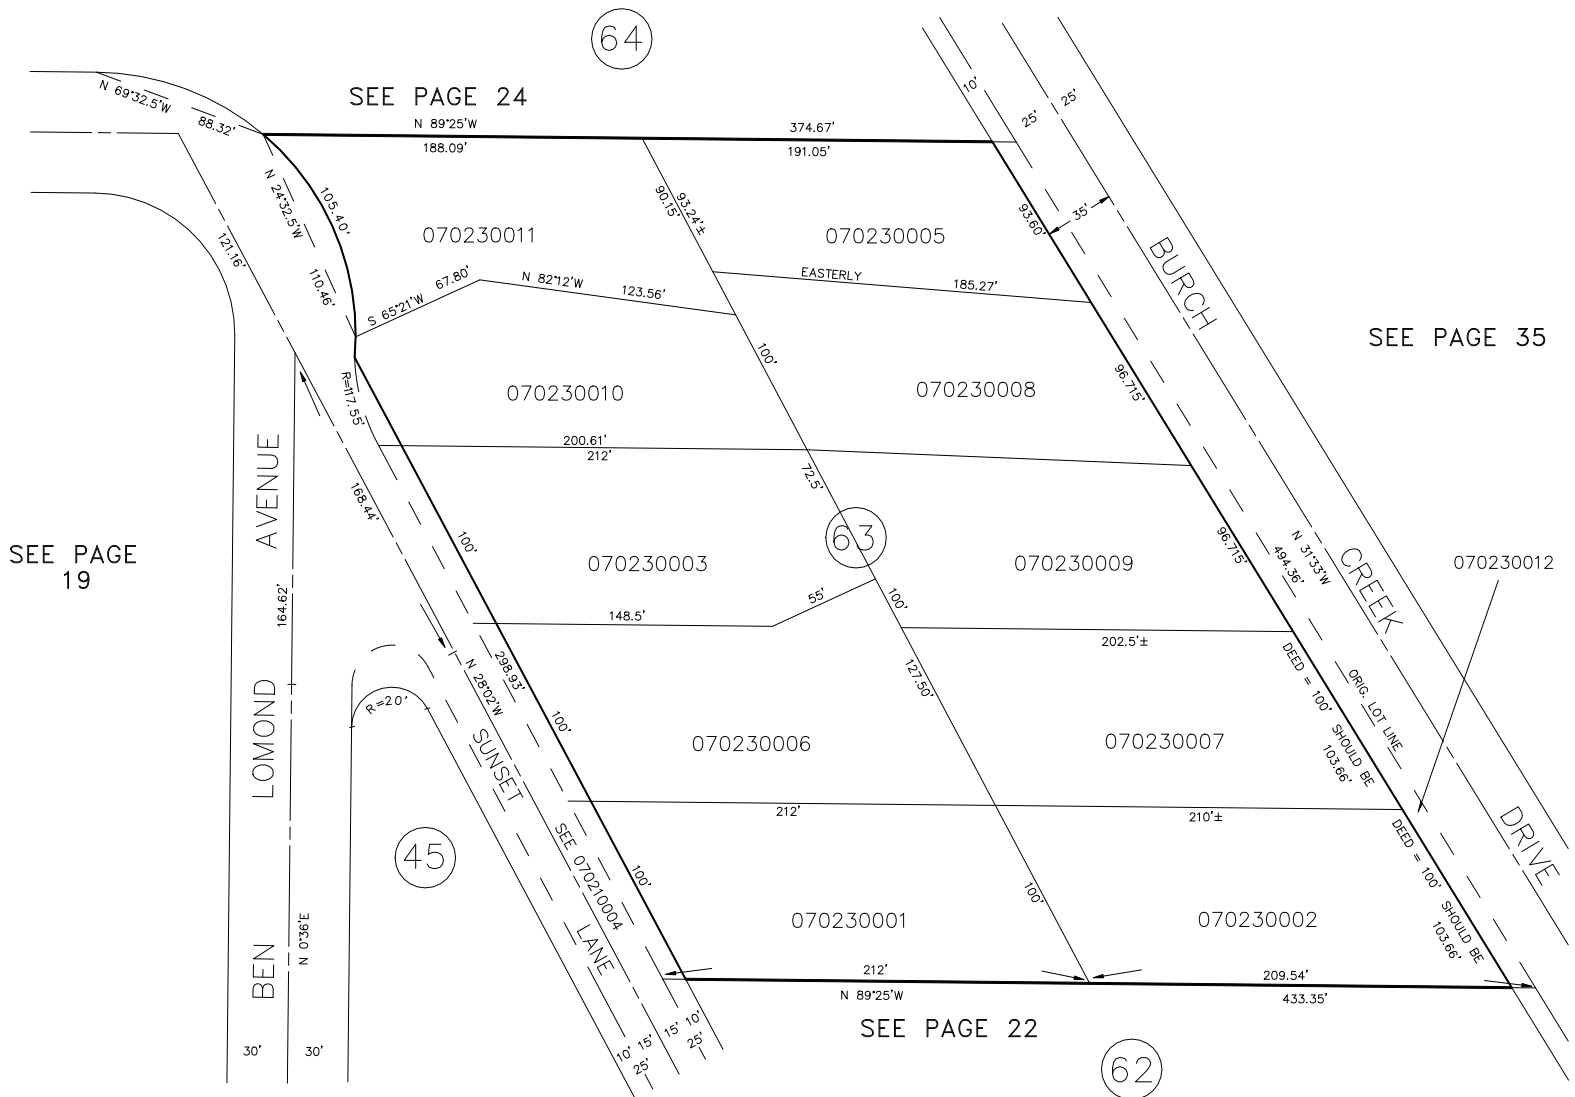 64
SEE PAGE 24
N 89°25'W
188.09'
374.67'
191.05'
N 69°32.5'W
88.32'
10'
25'
25'
N 24°32.5'W
105.40'
121.16'
110.46'
90.15'
93.24'±
93.60'
35'
070230011
070230005
S 65°21'W
67.80'
N 82°12'W
123.56'
EASTERLY
185.27'
BURCH
CREEK
DRIVE
SEE PAGE 35
R=117.55'
100'
96.715'
070230010
070230008
200.61'
212'
72.5'
168.44'
100'
63
96.715'
N 31°33'W
494.36'
SEE PAGE
19
BEN
LOMOND
AVENUE
164.62'
N 0°36'E
070230003
070230009
070230012
148.5'
55'
100'
202.5'±
N 28°02'W
298.93'
100'
127.50'
DEED = 100' SHOULD BE
103.66'
ORIG. LOT LINE
R=20'
SUNSET
LANE
070230006
070230007
212'
210'±
SEE 070210004
45
100'
100'
DEED = 100' SHOULD BE
103.66'
070230001
070230002
212'
N 89°25'W
209.54'
433.35'
SEE PAGE 22
30'
30'
10'
15'
15'
10'
25'
25'
62